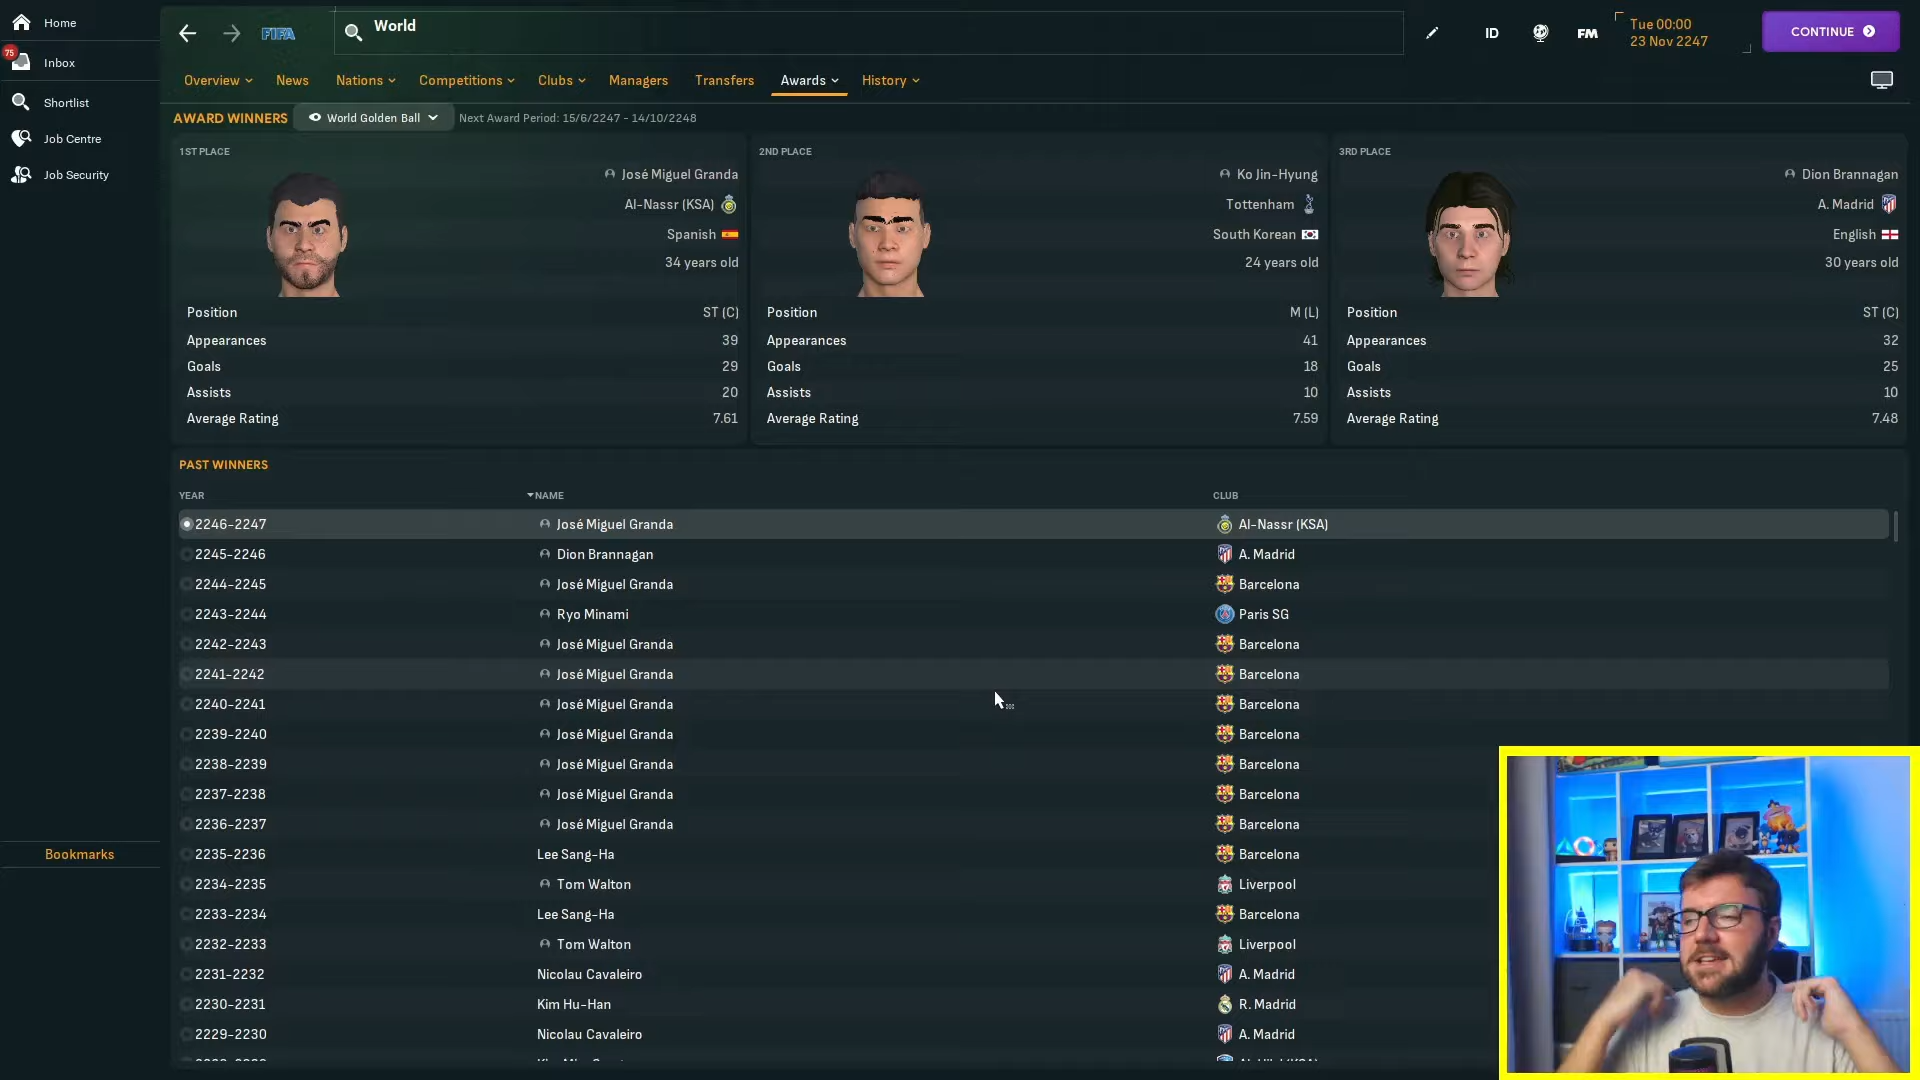 Home
75
Inbox
Shortlist
Job Centre
Job Security
Bookmarks
FIFA
World
ID
FM
Tue 00:00
23 Nov 2247
CONTINUE
Overview
News
Nations
Competitions
Clubs
Managers
Transfers
Awards
History
AWARD WINNERS
World Golden Ball
Next Award Period: 15/6/2247 - 14/10/2248
1ST PLACE
José Miguel Granda
Al-Nassr (KSA)
Spanish
34 years old
Position ST (C)
Appearances 39
Goals 29
Assists 20
Average Rating 7.61
2ND PLACE
Ko Jin-Hyung
Tottenham
South Korean
24 years old
Position M (L)
Appearances 41
Goals 18
Assists 10
Average Rating 7.59
3RD PLACE
Dion Brannagan
A. Madrid
English
30 years old
Position ST (C)
Appearances 32
Goals 25
Assists 10
Average Rating 7.48
PAST WINNERS
YEAR NAME CLUB
2246-2247 José Miguel Granda Al-Nassr (KSA)
2245-2246 Dion Brannagan A. Madrid
2244-2245 José Miguel Granda Barcelona
2243-2244 Ryo Minami Paris SG
2242-2243 José Miguel Granda Barcelona
2241-2242 José Miguel Granda Barcelona
2240-2241 José Miguel Granda Barcelona
2239-2240 José Miguel Granda Barcelona
2238-2239 José Miguel Granda Barcelona
2237-2238 José Miguel Granda Barcelona
2236-2237 José Miguel Granda Barcelona
2235-2236 Lee Sang-Ha Barcelona
2234-2235 Tom Walton Liverpool
2233-2234 Lee Sang-Ha Barcelona
2232-2233 Tom Walton Liverpool
2231-2232 Nicolau Cavaleiro A. Madrid
2230-2231 Kim Hu-Han R. Madrid
2229-2230 Nicolau Cavaleiro A. Madrid